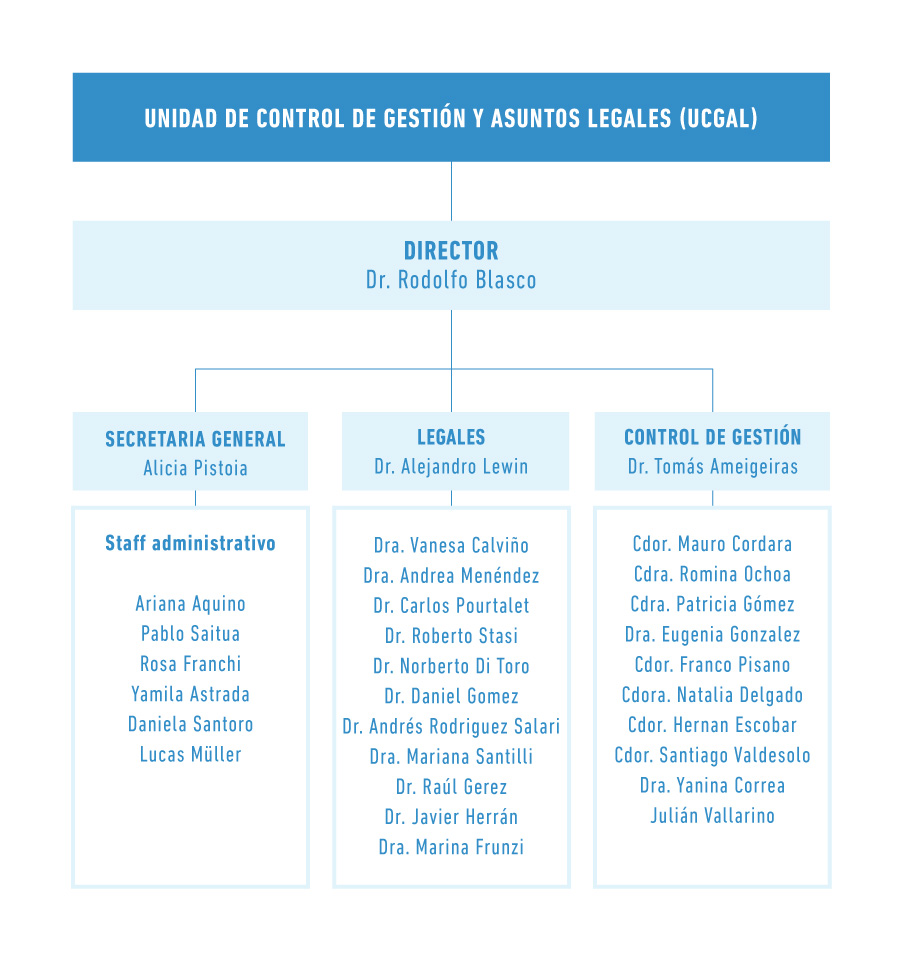 UNIDAD DE CONTROL DE GESTIÓN Y ASUNTOS LEGALES (UCGAL)
DIRECTOR
Dr. Rodolfo Blasco
SECRETARIA GENERAL
Alicia Pistoia
Staff administrativo
Ariana Aquino
Pablo Saitua
Rosa Franchi
Yamila Astrada
Daniela Santoro
Lucas Müller
LEGALES
Dr. Alejandro Lewin
Dra. Vanesa Calviño
Dra. Andrea Menéndez
Dr. Carlos Pourtalet
Dr. Roberto Stasi
Dr. Norberto Di Toro
Dr. Daniel Gomez
Dr. Andrés Rodriguez Salari
Dra. Mariana Santilli
Dr. Raúl Gerez
Dr. Javier Herrán
Dra. Marina Frunzi
CONTROL DE GESTIÓN
Dr. Tomás Ameigeiras
Cdor. Mauro Cordara
Cdra. Romina Ochoa
Cdra. Patricia Gómez
Dra. Eugenia Gonzalez
Cdor. Franco Pisano
Cdora. Natalia Delgado
Cdor. Hernan Escobar
Cdor. Santiago Valdesolo
Dra. Yanina Correa
Julián Vallarino